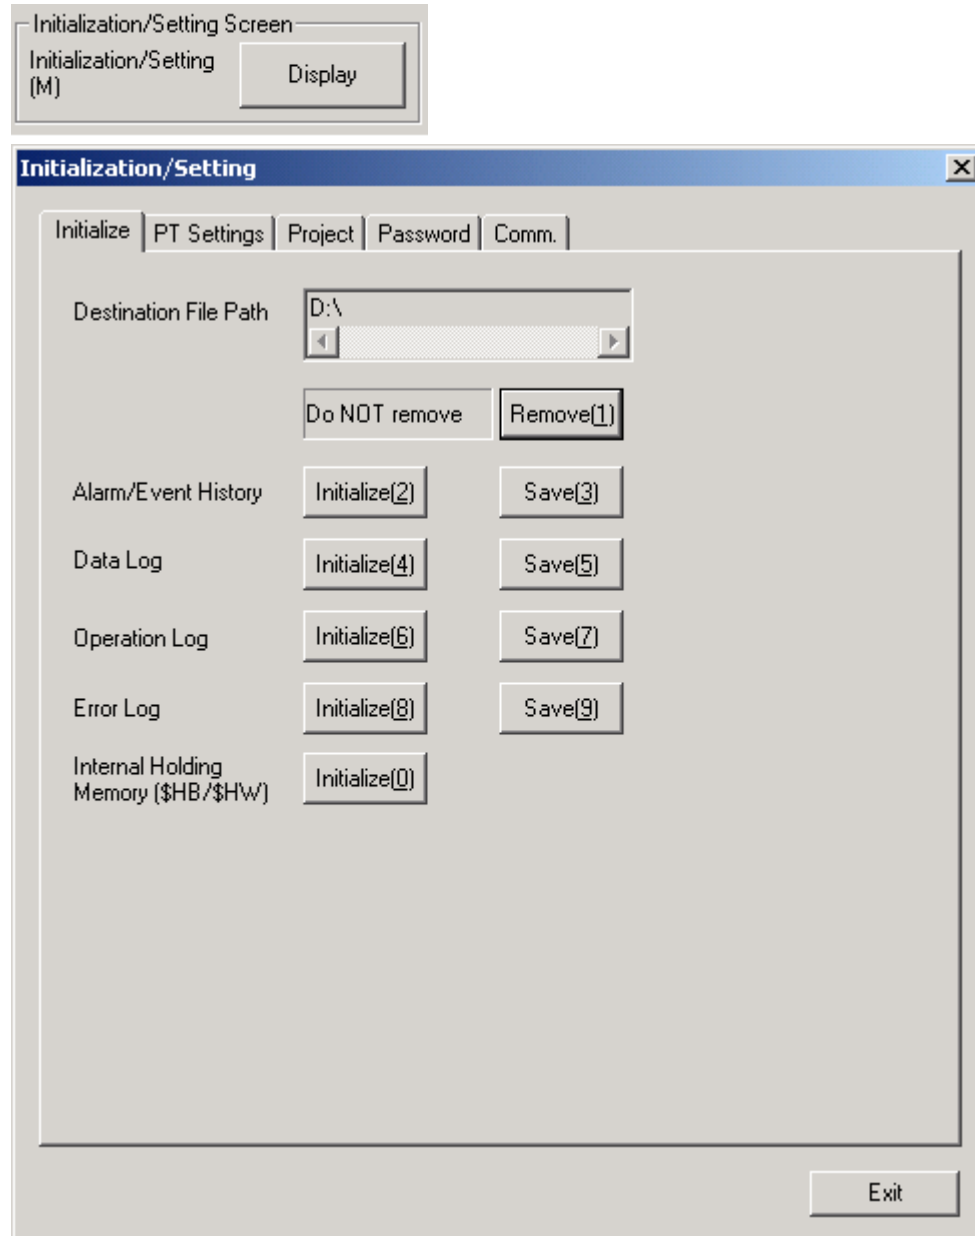 Initialization/Setting Screen
Initialization/Setting
(M)
Display
Initialization/Setting
Initialize PT Settings Project Password Comm.
Destination File Path D:\
Do NOT remove Remove(1)
Alarm/Event History Initialize(2) Save(3)
Data Log Initialize(4) Save(5)
Operation Log Initialize(6) Save(7)
Error Log Initialize(8) Save(9)
Internal Holding
Memory ($HB/$HW) Initialize(0)
Exit